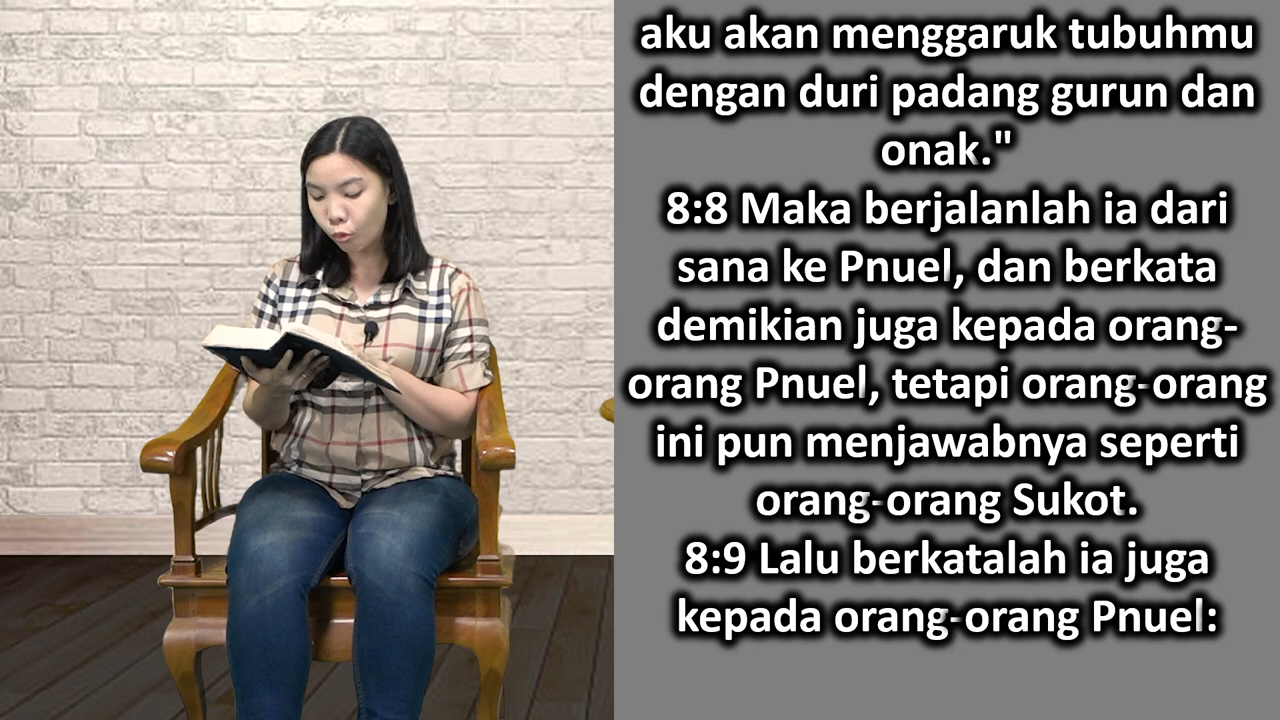 aku akan menggaruk tubuhmu
dengan duri padang gurun dan
onak."
8:8 Maka berjalanlah ia dari
sana ke Pnuel, dan berkata
demikian juga kepada orang-
orang Pnuel, tetapi orang-orang
ini pun menjawabnya seperti
orang-orang Sukot.
8:9 Lalu berkatalah ia juga
kepada orang-orang Pnuel: